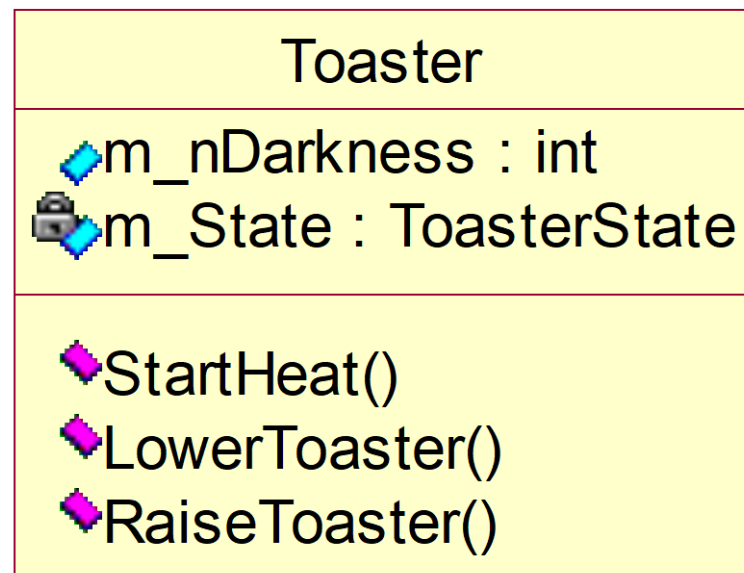 Toaster
m_nDarkness : int
m_State : ToasterState
StartHeat()
LowerToaster()
RaiseToaster()